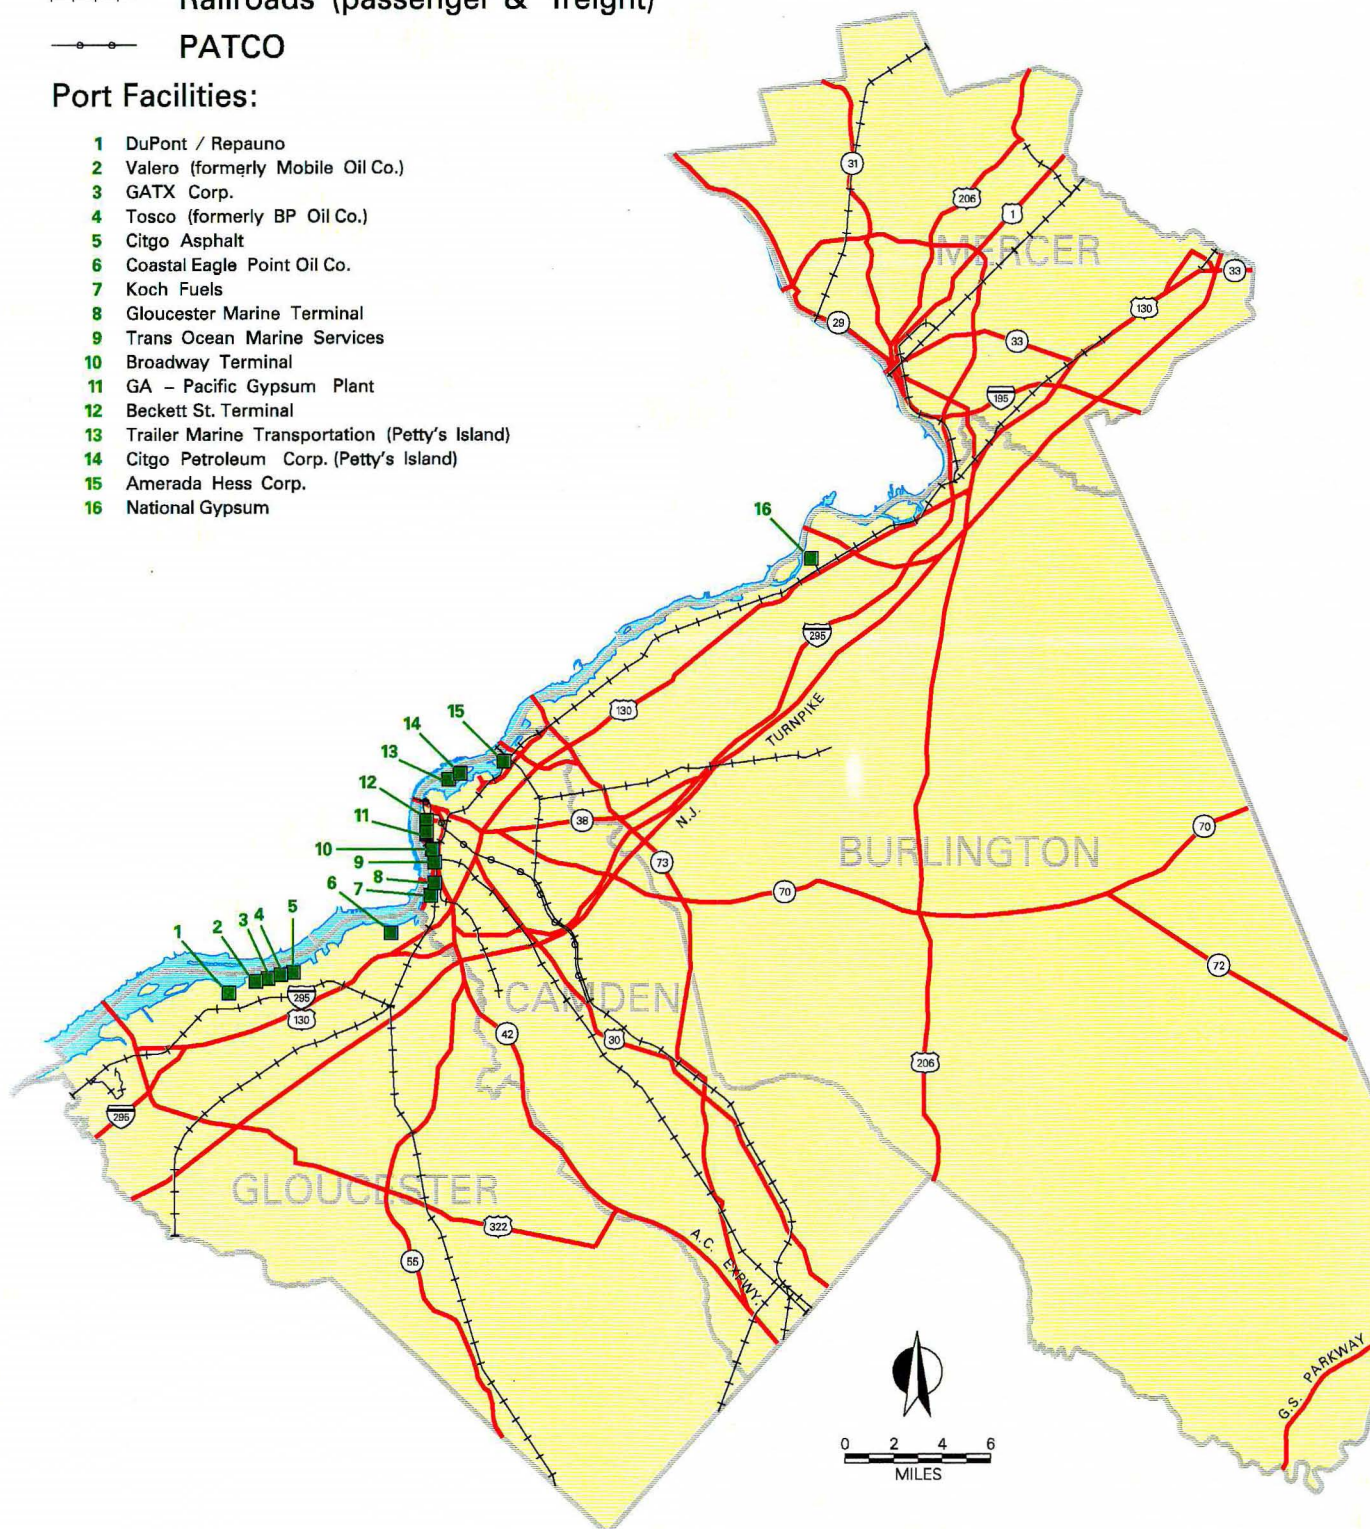 Railroads (passenger & freight)
PATCO
Port Facilities:
1 DuPont / Repauno
2 Valero (formerly Mobile Oil Co.)
3 GATX Corp.
4 Tosco (formerly BP Oil Co.)
5 Citgo Asphalt
6 Coastal Eagle Point Oil Co.
7 Koch Fuels
8 Gloucester Marine Terminal
9 Trans Ocean Marine Services
10 Broadway Terminal
11 GA – Pacific Gypsum Plant
12 Beckett St. Terminal
13 Trailer Marine Transportation (Petty's Island)
14 Citgo Petroleum Corp. (Petty's Island)
15 Amerada Hess Corp.
16 National Gypsum
31
206
1
MERCER
33
130
29
33
195
16
295
130
TURNPIKE
N.J.
15
14
13
12
11
10
9
8
7
6
5
4
3
2
1
38
73
70
BURLINGTON
70
72
295
130
CAMDEN
42
30
206
295
GLOUCESTER
322
55
A.C. EXPWY.
G.S. PARKWAY
0 2 4 6
MILES